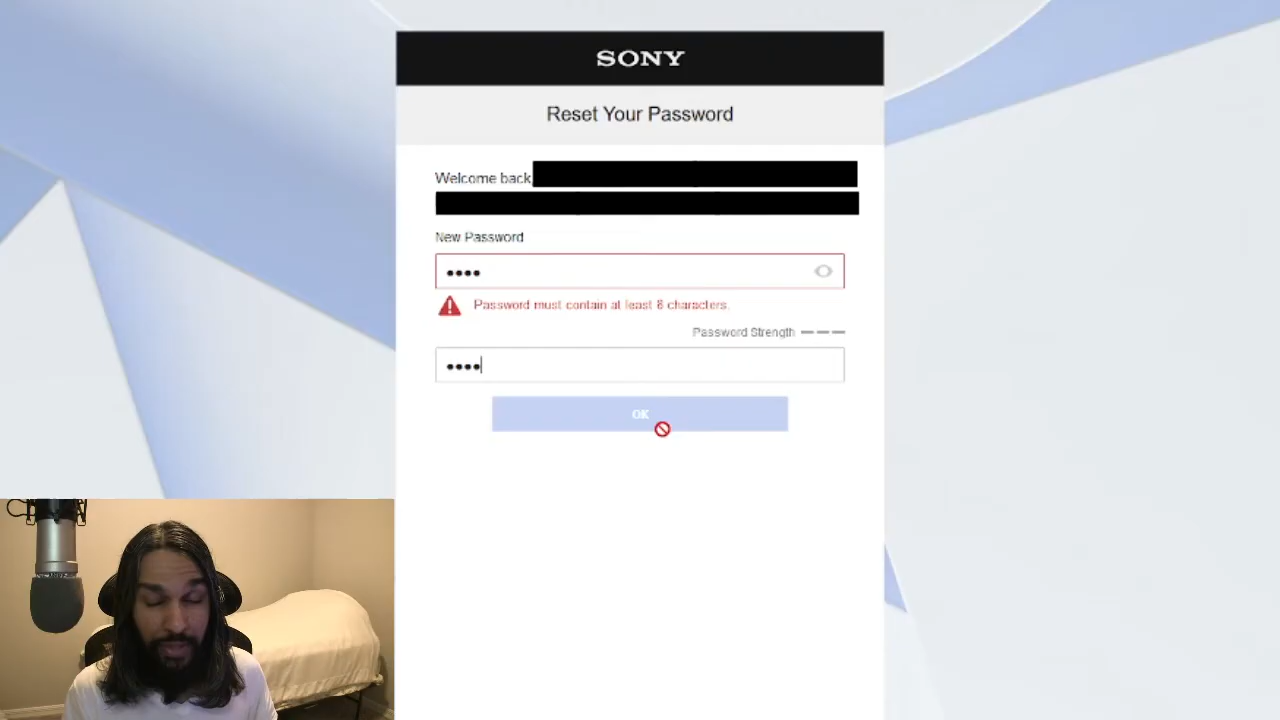 SONY
Reset Your Password
Welcome back,
New Password
••••
Password must contain at least 8 characters.
Password Strength
••••
OK